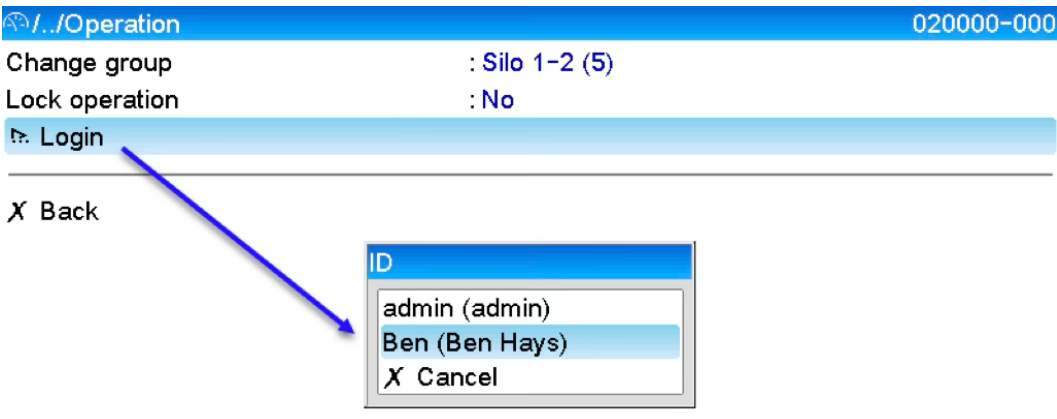 /../Operation 020000-000
Change group : Silo 1-2 (5)
Lock operation : No
Login
X Back
ID
admin (admin)
Ben (Ben Hays)
X Cancel